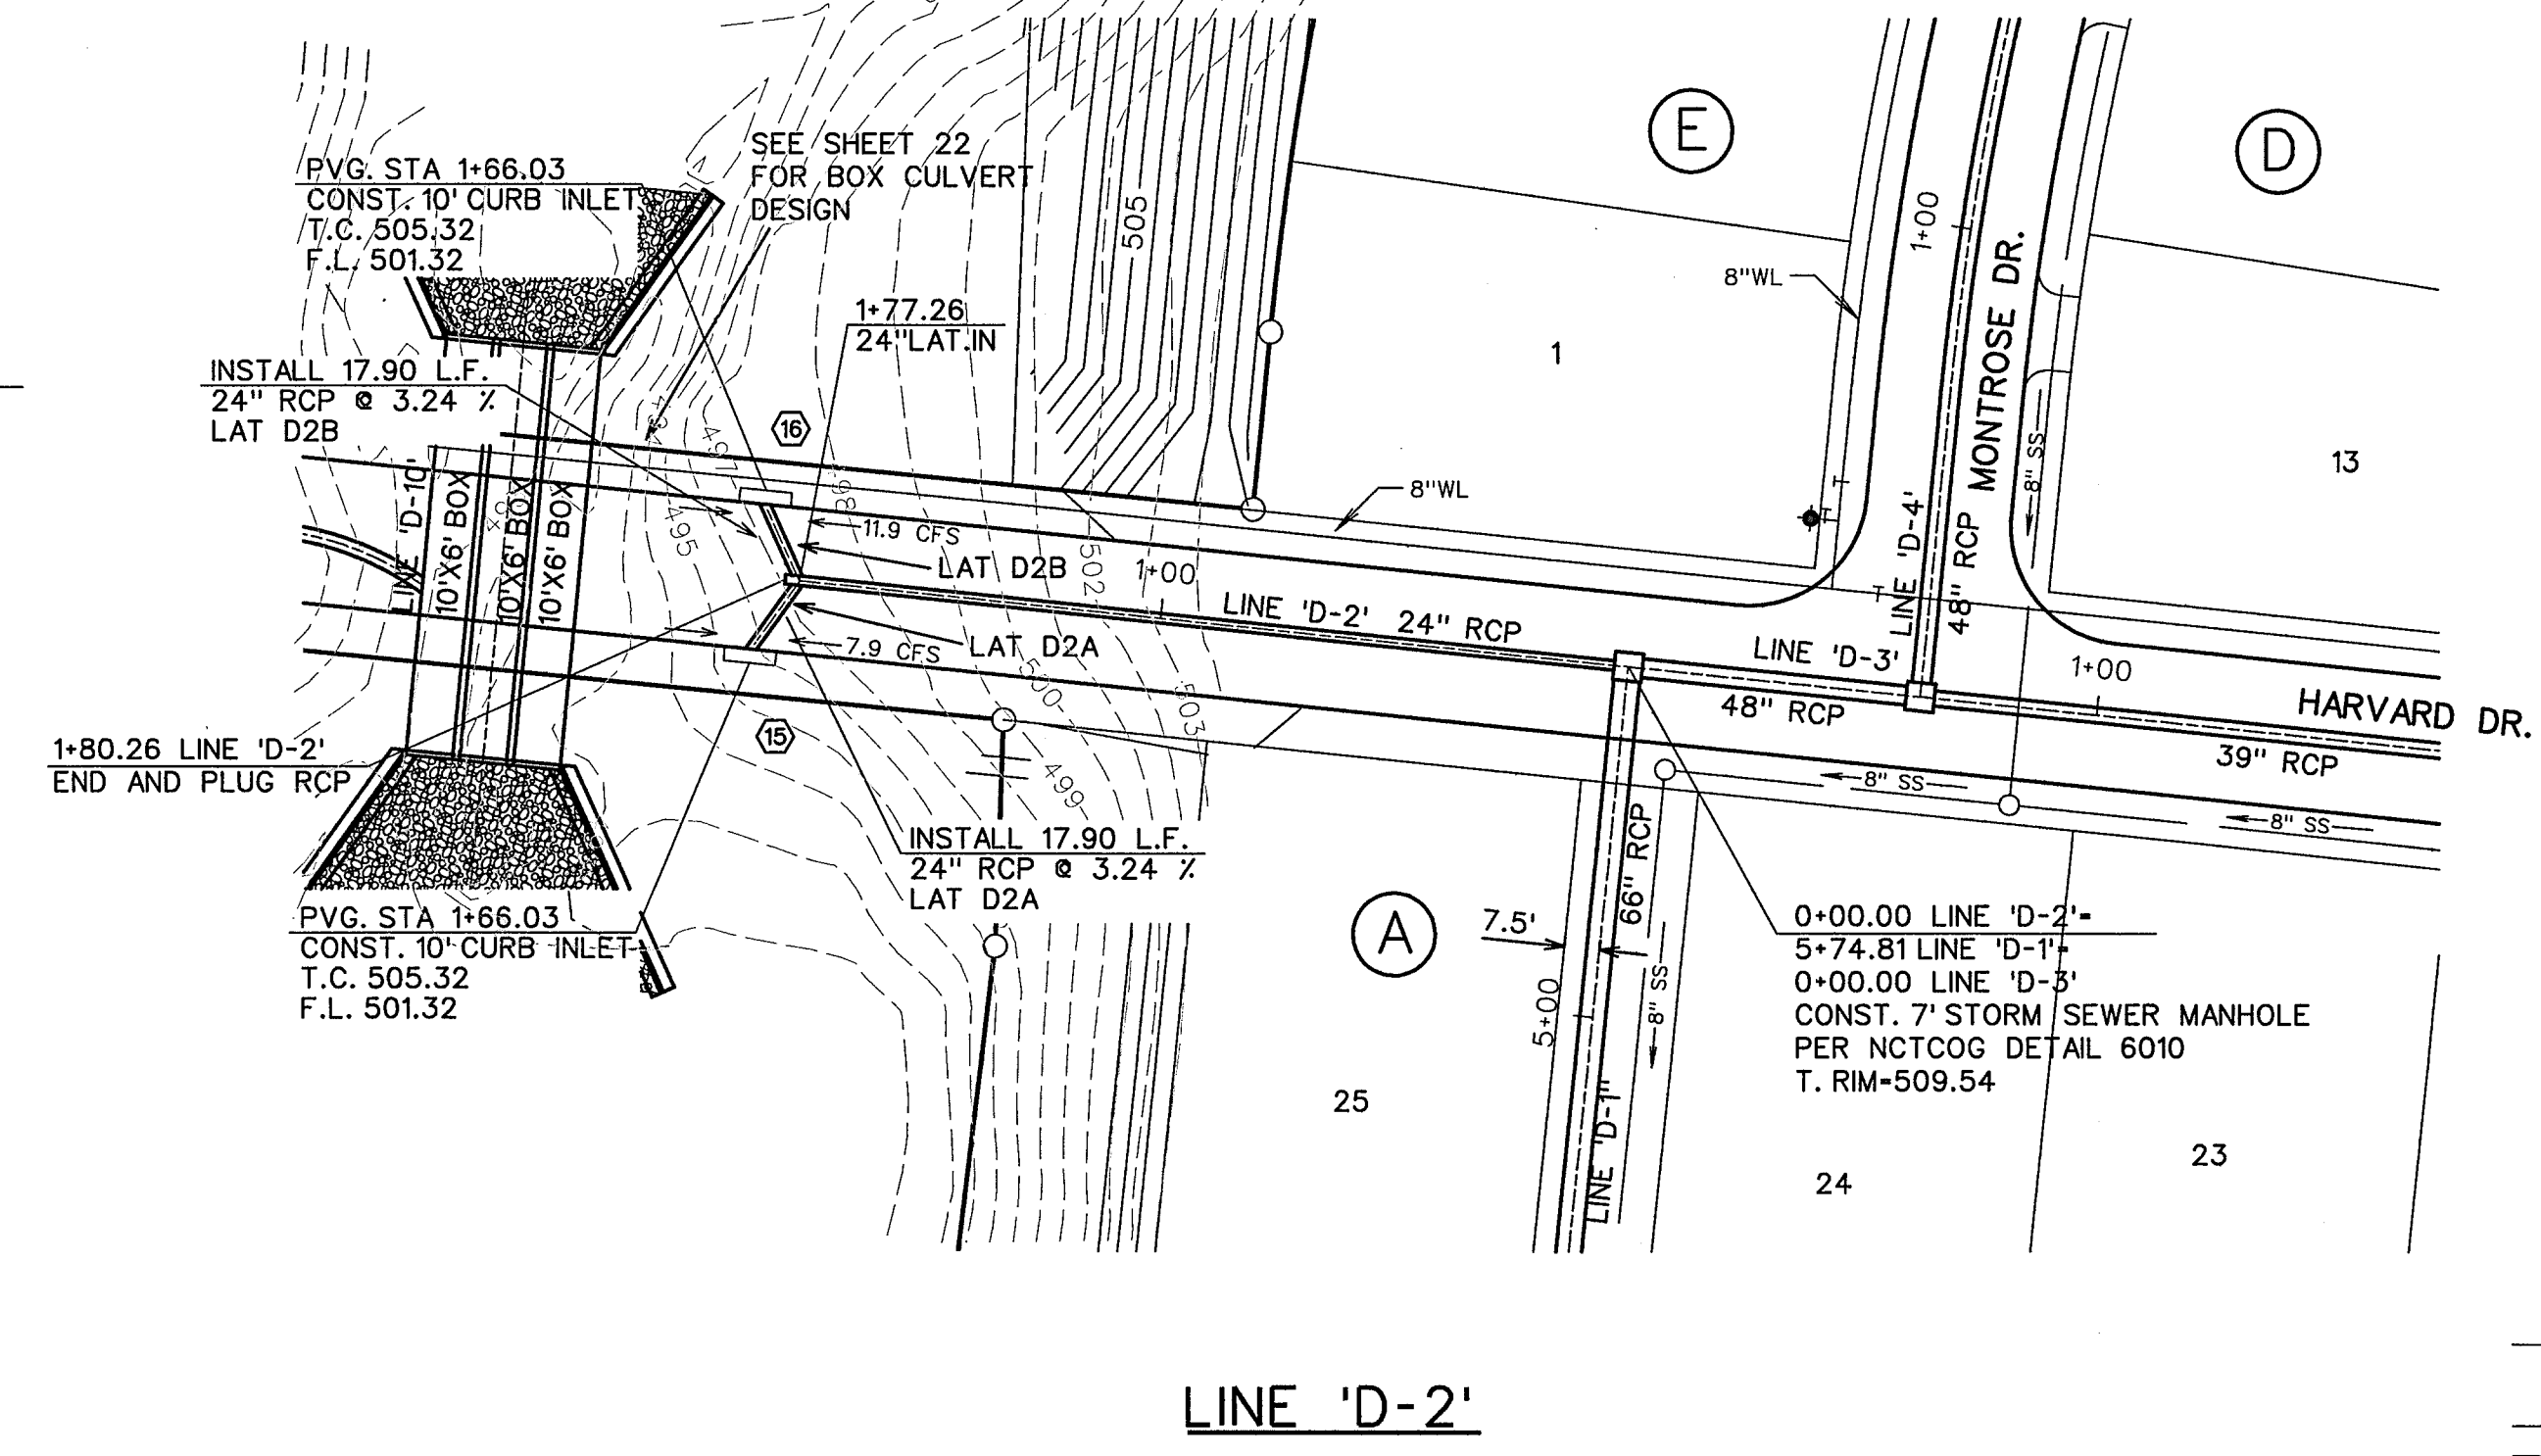 PVG. STA 1+66.03
CONST. 10' CURB INLET
T.C. 505.32
F.L. 501.32
SEE SHEET 22
FOR BOX CULVERT
DESIGN
505
E
D
1+00
8"WL
1+77.26
24"LAT.IN
1
MONTROSE DR.
INSTALL 17.90 L.F.
24" RCP @ 3.24 %
LAT D2B
16
497
498
495
8"WL
8" SS
13
LINE 'D-10'
10'X6' BOX
10'X6' BOX
10'X6' BOX
11.9 CFS
LAT D2B
502
1+00
LINE 'D-2' 24" RCP
LINE 'D-4'
48" RCP
7.9 CFS
LAT D2A
500
503
LINE 'D-3'
48" RCP
1+00
HARVARD DR.
39" RCP
15
1+80.26 LINE 'D-2'
END AND PLUG RCP
499
8" SS
8" SS
INSTALL 17.90 L.F.
24" RCP @ 3.24 %
LAT D2A
66" RCP
PVG. STA 1+66.03
CONST. 10' CURB INLET
T.C. 505.32
F.L. 501.32
A
7.5'
5+00
8" SS
LINE 'D-1"
0+00.00 LINE 'D-2'=
5+74.81 LINE 'D-1'=
0+00.00 LINE 'D-3'
CONST. 7' STORM SEWER MANHOLE
PER NCTCOG DETAIL 6010
T. RIM=509.54
25
24
23
LINE 'D-2'